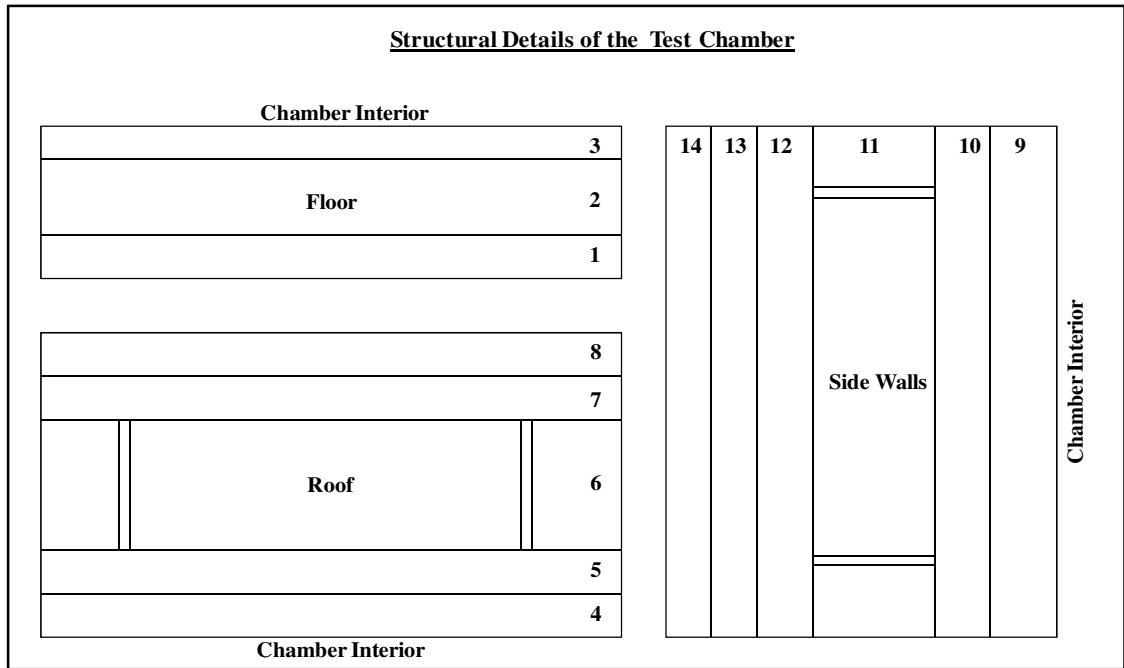 Structural Details of the Test Chamber
Chamber Interior
3
Floor
2
1
8
7
Roof
6
5
4
Chamber Interior
14 13 12 11 10 9
Side Walls
Chamber Interior